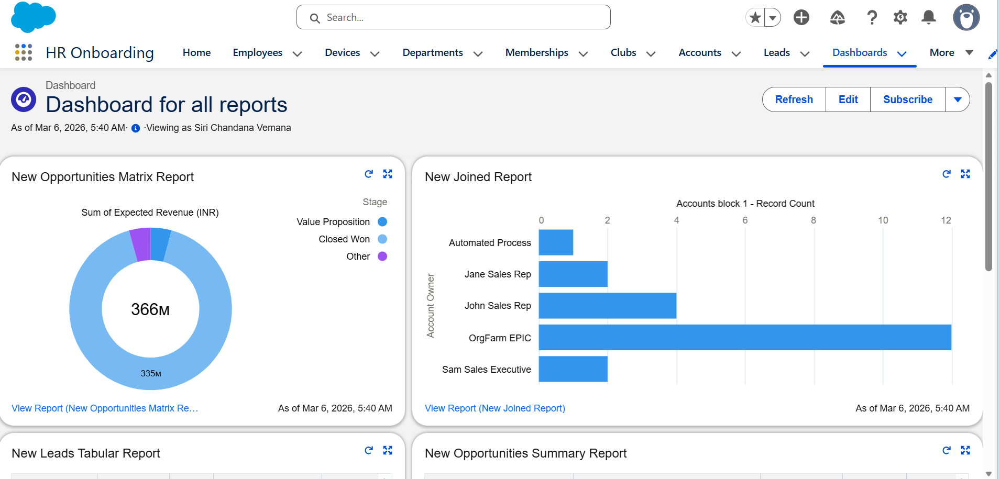 Search...
HR Onboarding
Home
Employees
Devices
Departments
Memberships
Clubs
Accounts
Leads
Dashboards
More
Dashboard
Dashboard for all reports
As of Mar 6, 2026, 5:40 AM· ·Viewing as Siri Chandana Vemana
Refresh
Edit
Subscribe
New Opportunities Matrix Report
Sum of Expected Revenue (INR)
Stage
Value Proposition
Closed Won
Other
366M
335M
View Report (New Opportunities Matrix Re…
As of Mar 6, 2026, 5:40 AM
New Joined Report
Accounts block 1 - Record Count
0 2 4 6 8 10 12
Account Owner
Automated Process
Jane Sales Rep
John Sales Rep
OrgFarm EPIC
Sam Sales Executive
View Report (New Joined Report)
As of Mar 6, 2026, 5:40 AM
New Leads Tabular Report
New Opportunities Summary Report